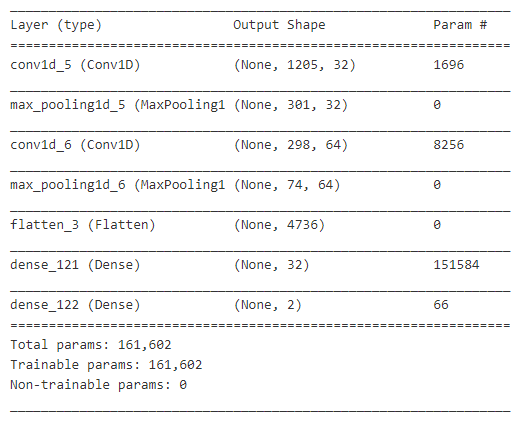 _________________________________________________________________
Layer (type)                 Output Shape              Param #
=================================================================
conv1d_5 (Conv1D)            (None, 1205, 32)          1696
_________________________________________________________________
max_pooling1d_5 (MaxPooling1 (None, 301, 32)           0
_________________________________________________________________
conv1d_6 (Conv1D)            (None, 298, 64)           8256
_________________________________________________________________
max_pooling1d_6 (MaxPooling1 (None, 74, 64)            0
_________________________________________________________________
flatten_3 (Flatten)          (None, 4736)              0
_________________________________________________________________
dense_121 (Dense)            (None, 32)                151584
_________________________________________________________________
dense_122 (Dense)            (None, 2)                 66
=================================================================
Total params: 161,602
Trainable params: 161,602
Non-trainable params: 0
_________________________________________________________________